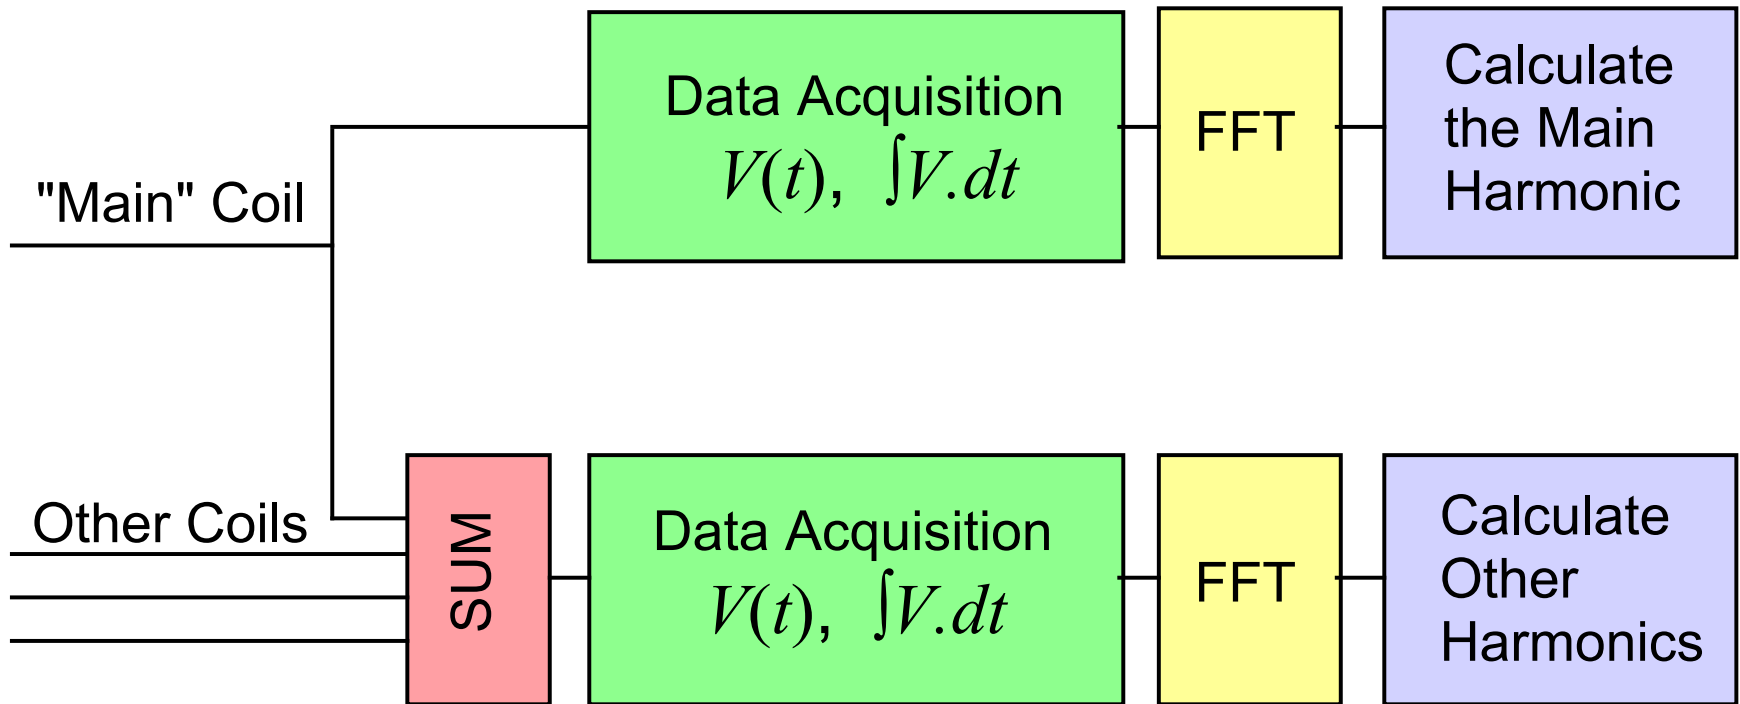 "Main" Coil
Data Acquisition
V(t), ∫V.dt
FFT
Calculate
the Main
Harmonic
Other Coils
SUM
Data Acquisition
V(t), ∫V.dt
FFT
Calculate
Other
Harmonics